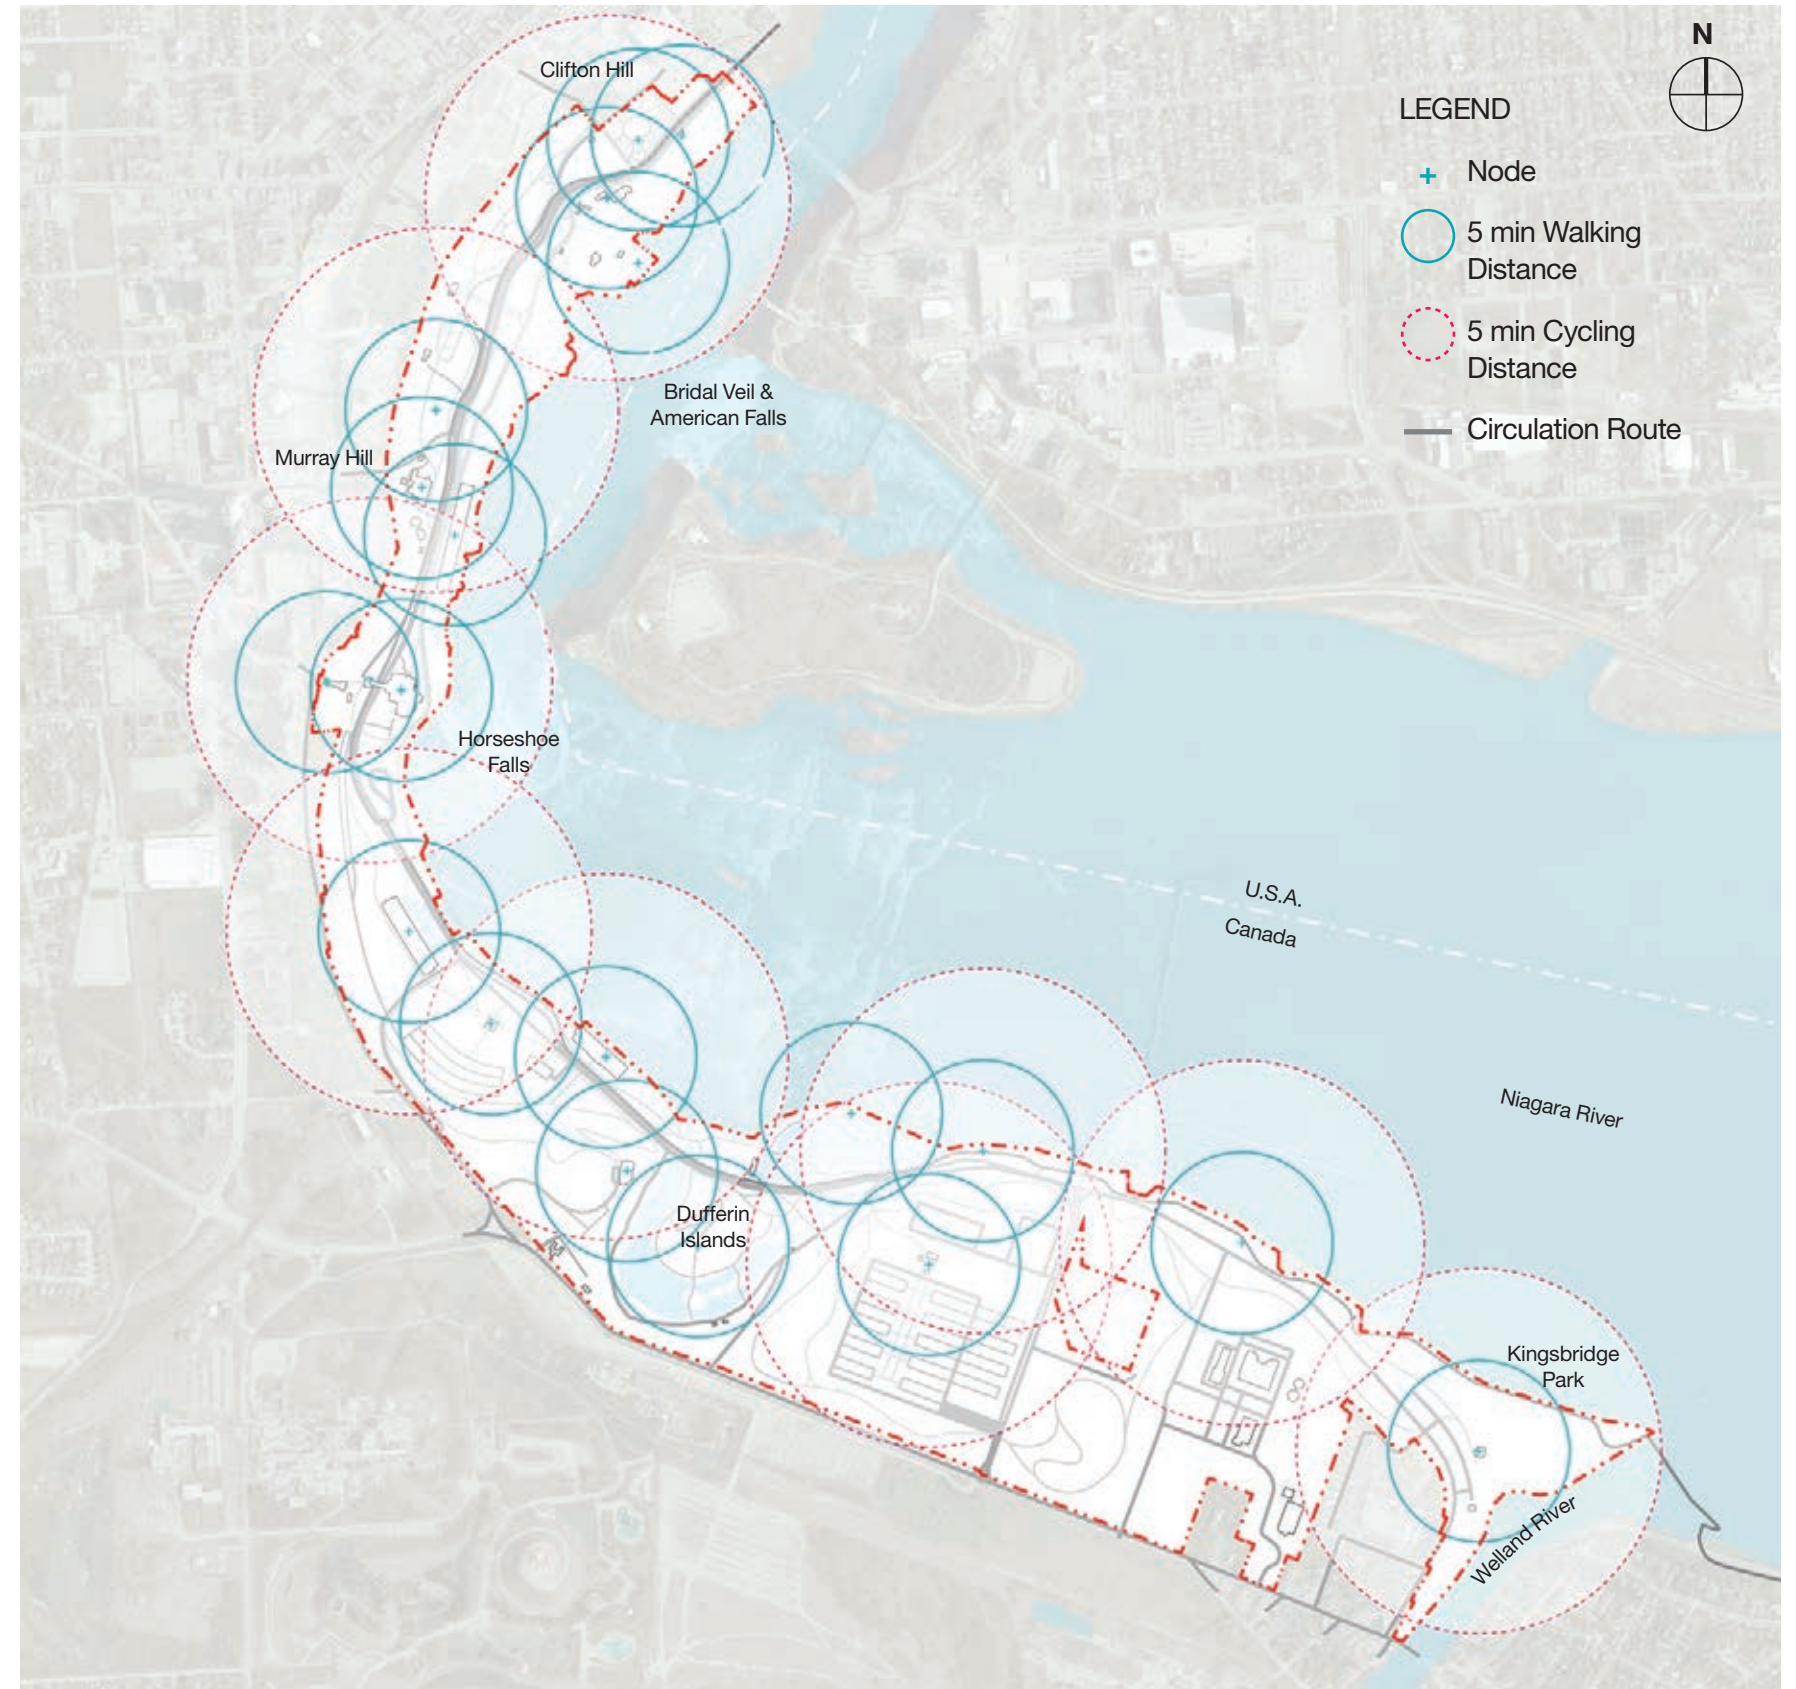 N
LEGEND
Node
5 min Walking
Distance
5 min Cycling
Distance
Circulation Route
Clifton Hill
Bridal Veil &
American Falls
Murray Hill
Horseshoe
Falls
U.S.A.
Canada
Niagara River
Dufferin
Islands
Kingsbridge
Park
Welland River